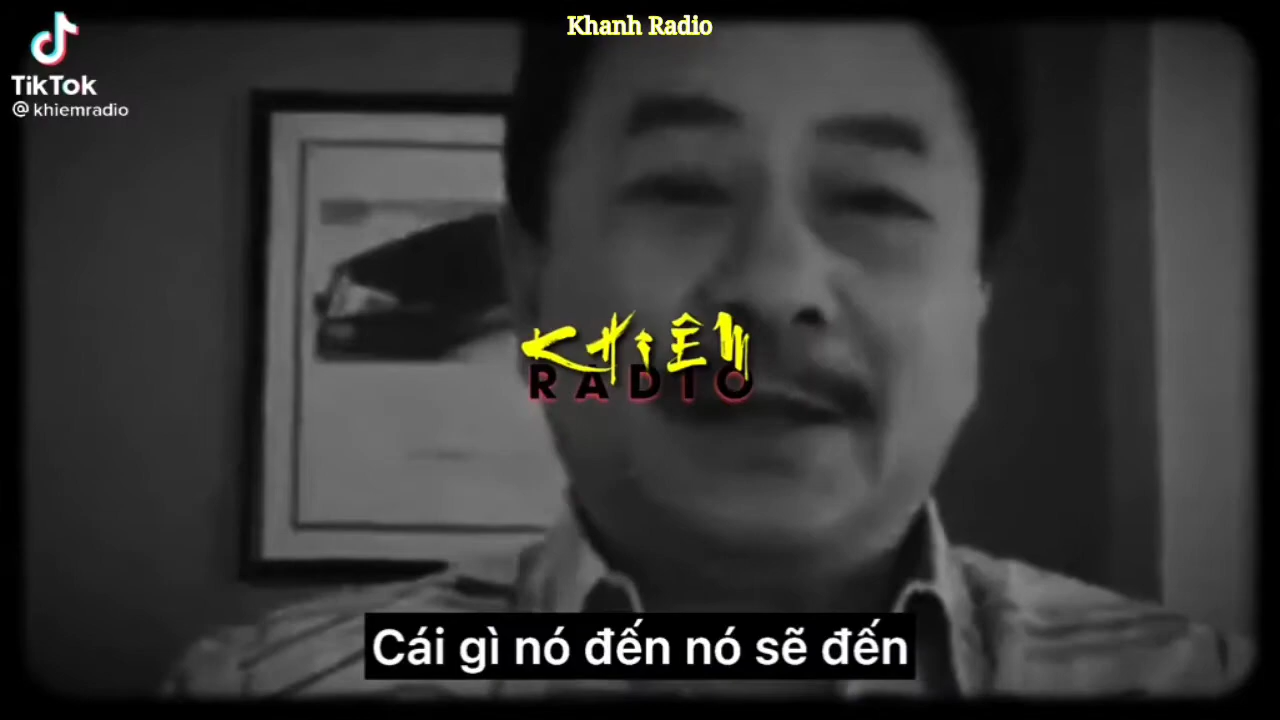 Khanh Radio
TikTok
@khiemradio
KHIÊM
RADIO
Cái gì nó đến nó sẽ đến